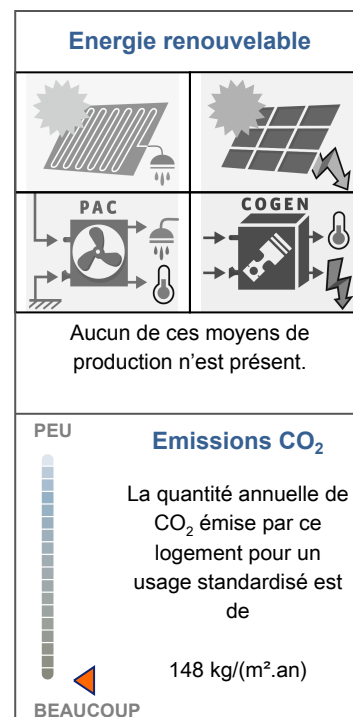 Energie renouvelable
PAC
COGEN
Aucun de ces moyens de
production n'est présent.
PEU
Emissions CO₂
La quantité annuelle de
CO₂ émise par ce
logement pour un
usage standardisé est
de
148 kg/(m².an)
BEAUCOUP